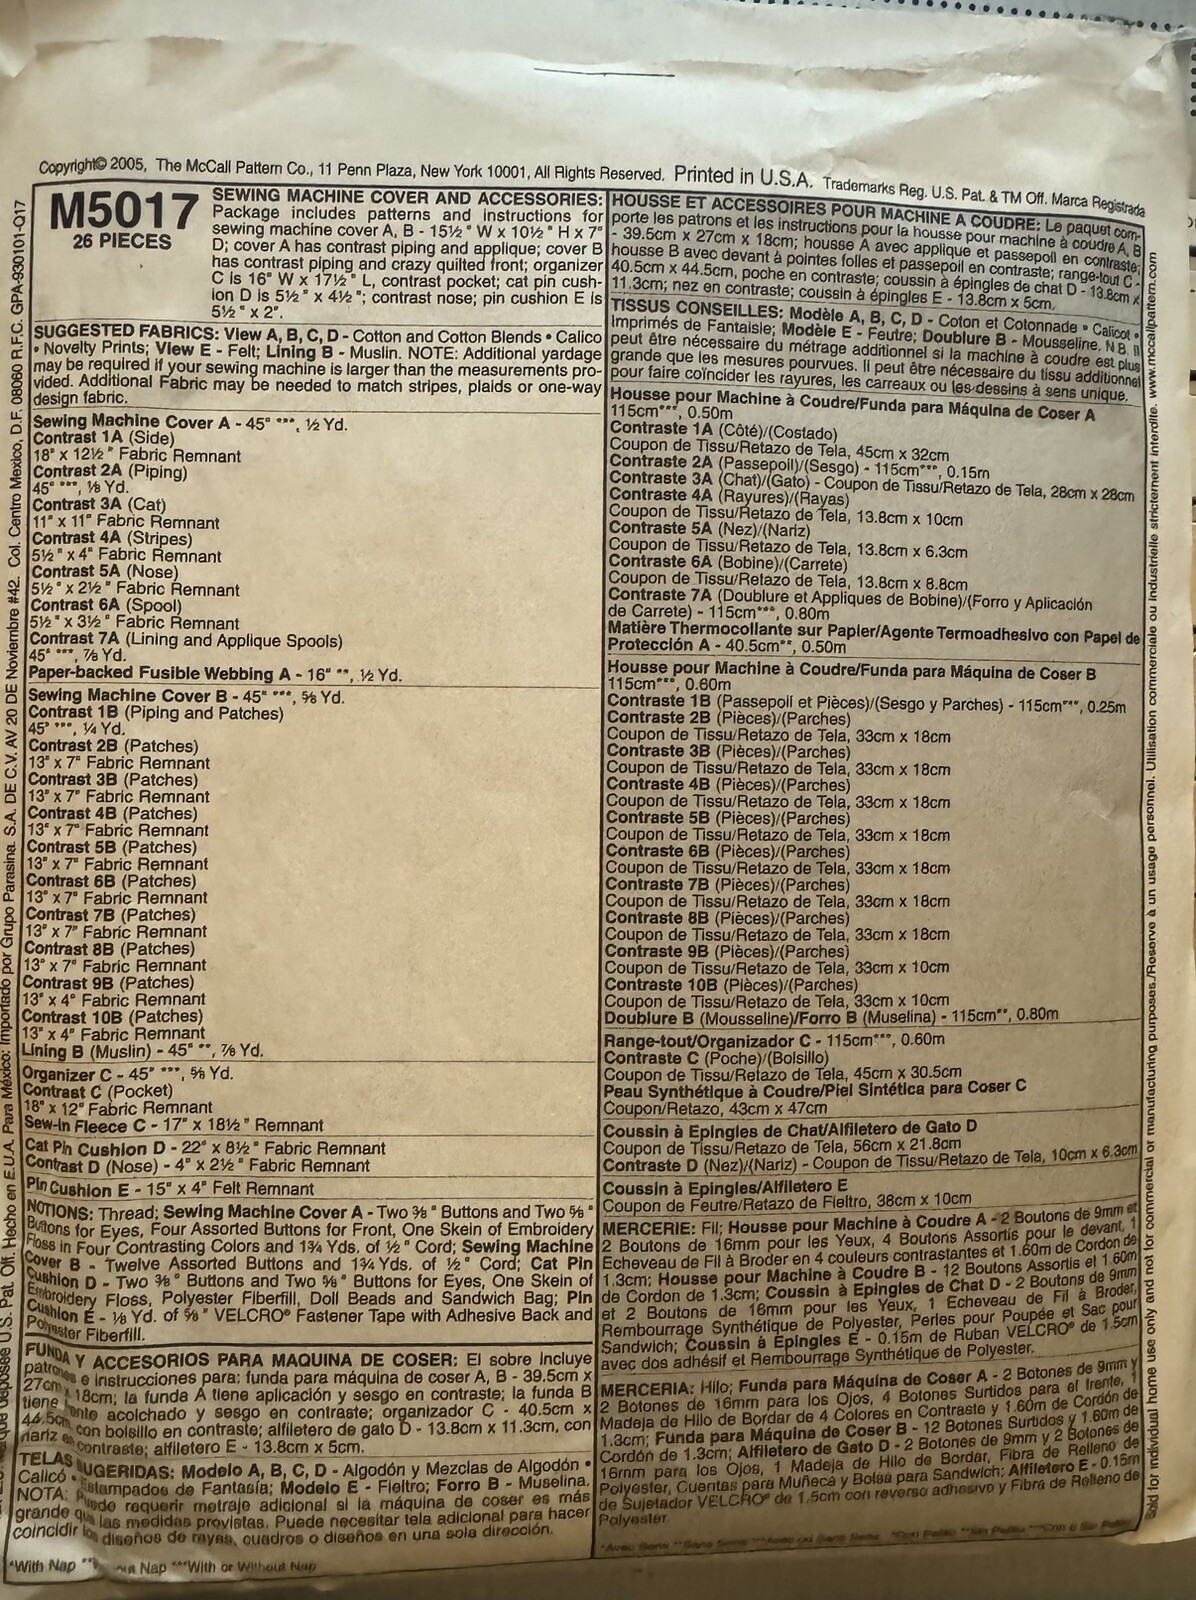 Copyright© 2005, The McCall Pattern Co., 11 Penn Plaza, New York 10001, All Rights Reserved. Printed in U.S.A. Trademarks Reg. U.S. Pat. & TM Off. Marca Registrada
M5017
26 PIECES
SEWING MACHINE COVER AND ACCESSORIES:
Package includes patterns and instructions for
sewing machine cover A, B - 15½" W x 10½" H x 7"
D; cover A has contrast piping and applique; cover B
has contrast piping and crazy quilted front; organizer
C is 16" W x 17½" L, contrast pocket; cat pin cush-
ion D is 5½" x 4½"; contrast nose; pin cushion E is
5½" x 2".
SUGGESTED FABRICS: View A, B, C, D - Cotton and Cotton Blends • Calico
• Novelty Prints; View E - Felt; Lining B - Muslin. NOTE: Additional yardage
may be required if your sewing machine is larger than the measurements pro-
vided. Additional Fabric may be needed to match stripes, plaids or one-way
design fabric.
Sewing Machine Cover A - 45" ***, ½ Yd.
Contrast 1A (Side)
18" x 12½" Fabric Remnant
Contrast 2A (Piping)
45" ***, ⅛ Yd.
Contrast 3A (Cat)
11" x 11" Fabric Remnant
Contrast 4A (Stripes)
5½" x 4" Fabric Remnant
Contrast 5A (Nose)
5½" x 2½" Fabric Remnant
Contrast 6A (Spool)
5½" x 3½" Fabric Remnant
Contrast 7A (Lining and Applique Spools)
45" ***, ⅞ Yd.
Paper-backed Fusible Webbing A - 16" **, ½ Yd.
Sewing Machine Cover B - 45" ***, ⅝ Yd.
Contrast 1B (Piping and Patches)
45" ***, ¼ Yd.
Contrast 2B (Patches)
13" x 7" Fabric Remnant
Contrast 3B (Patches)
13" x 7" Fabric Remnant
Contrast 4B (Patches)
13" x 7" Fabric Remnant
Contrast 5B (Patches)
13" x 7" Fabric Remnant
Contrast 6B (Patches)
13" x 7" Fabric Remnant
Contrast 7B (Patches)
13" x 7" Fabric Remnant
Contrast 8B (Patches)
13" x 7" Fabric Remnant
Contrast 9B (Patches)
13" x 4" Fabric Remnant
Contrast 10B (Patches)
13" x 4" Fabric Remnant
Lining B (Muslin) - 45" **, ⅞ Yd.
Organizer C - 45" ***, ⅝ Yd.
Contrast C (Pocket)
18" x 12" Fabric Remnant
Sew-In Fleece C - 17" x 18½" Remnant
Cat Pin Cushion D - 22" x 8½" Fabric Remnant
Contrast D (Nose) - 4" x 2½" Fabric Remnant
Pin Cushion E - 15" x 4" Felt Remnant
NOTIONS: Thread; Sewing Machine Cover A - Two ⅜" Buttons and Two ⅝"
Buttons for Eyes, Four Assorted Buttons for Front, One Skein of Embroidery
Floss in Four Contrasting Colors and 1¾ Yds. of ½" Cord; Sewing Machine
Cover B - Twelve Assorted Buttons and 1¾ Yds. of ½" Cord; Cat Pin
Cushion D - Two ⅜" Buttons and Two ⅝" Buttons for Eyes, One Skein of
Embroidery Floss, Polyester Fiberfill, Doll Beads and Sandwich Bag; Pin
Cushion E - ⅛ Yd. of ⅝" VELCRO® Fastener Tape with Adhesive Back and
Polyester Fiberfill.
FUNDA Y ACCESORIOS PARA MAQUINA DE COSER: El sobre incluye
patrones e instrucciones para: funda para máquina de coser A, B - 39.5cm x
27cm x 18cm; la funda A tiene aplicación y sesgo en contraste; la funda B
tiene frente acolchado y sesgo en contraste; organizador C - 40.5cm x
44.5cm con bolsillo en contraste; alfiletero de gato D - 13.8cm x 11.3cm, con
nariz en contraste; alfiletero E - 13.8cm x 5cm.
TELAS SUGERIDAS: Modelo A, B, C, D - Algodón y Mezclas de Algodón •
Calicó • Estampados de Fantasía; Modelo E - Fieltro; Forro B - Muselina.
NOTA: Puede requerir metraje adicional si la máquina de coser es más
grande que las medidas provistas. Puede necesitar tela adicional para hacer
coincidir los diseños de rayas, cuadros o diseños en una sola dirección.
*With Nap **Without Nap ***With or Without Nap
HOUSSE ET ACCESSOIRES POUR MACHINE A COUDRE: Le paquet com-
porte les patrons et les instructions pour la housse pour machine à coudre A, B
- 39.5cm x 27cm x 18cm; housse A avec applique et passepoil en contraste;
housse B avec devant à pointes folles et passepoil en contraste; range-tout C -
40.5cm x 44.5cm, poche en contraste; coussin à épingles de chat D - 13.8cm x
11.3cm; nez en contraste; coussin à épingles E - 13.8cm x 5cm.
TISSUS CONSEILLES: Modèle A, B, C, D - Coton et Cotonnade • Calicot •
Imprimés de Fantaisie; Modèle E - Feutre; Doublure B - Mousseline. N.B. Il
peut être nécessaire du métrage additionnel si la machine à coudre est plus
grande que les mesures pourvues. Il peut être nécessaire du tissu additionnel
pour faire coïncider les rayures, les carreaux ou les dessins à sens unique.
Housse pour Machine à Coudre/Funda para Máquina de Coser A
115cm***, 0.50m
Contraste 1A (Côté)/(Costado)
Coupon de Tissu/Retazo de Tela, 45cm x 32cm
Contraste 2A (Passepoil)/(Sesgo) - 115cm***, 0.15m
Contraste 3A (Chat)/(Gato) - Coupon de Tissu/Retazo de Tela, 28cm x 28cm
Contraste 4A (Rayures)/(Rayas)
Coupon de Tissu/Retazo de Tela, 13.8cm x 10cm
Contraste 5A (Nez)/(Nariz)
Coupon de Tissu/Retazo de Tela, 13.8cm x 6.3cm
Contraste 6A (Bobine)/(Carrete)
Coupon de Tissu/Retazo de Tela, 13.8cm x 8.8cm
Contraste 7A (Doublure et Appliques de Bobine)/(Forro y Aplicación
de Carrete) - 115cm***, 0.80m
Matière Thermocollante sur Papier/Agente Termoadhesivo con Papel de
Protección A - 40.5cm**, 0.50m
Housse pour Machine à Coudre/Funda para Máquina de Coser B
115cm***, 0.60m
Contraste 1B (Passepoil et Pièces)/(Sesgo y Parches) - 115cm***, 0.25m
Contraste 2B (Pièces)/(Parches)
Coupon de Tissu/Retazo de Tela, 33cm x 18cm
Contraste 3B (Pièces)/(Parches)
Coupon de Tissu/Retazo de Tela, 33cm x 18cm
Contraste 4B (Pièces)/(Parches)
Coupon de Tissu/Retazo de Tela, 33cm x 18cm
Contraste 5B (Pièces)/(Parches)
Coupon de Tissu/Retazo de Tela, 33cm x 18cm
Contraste 6B (Pièces)/(Parches)
Coupon de Tissu/Retazo de Tela, 33cm x 18cm
Contraste 7B (Pièces)/(Parches)
Coupon de Tissu/Retazo de Tela, 33cm x 18cm
Contraste 8B (Pièces)/(Parches)
Coupon de Tissu/Retazo de Tela, 33cm x 18cm
Contraste 9B (Pièces)/(Parches)
Coupon de Tissu/Retazo de Tela, 33cm x 10cm
Contraste 10B (Pièces)/(Parches)
Coupon de Tissu/Retazo de Tela, 33cm x 10cm
Doublure B (Mousseline)/Forro B (Muselina) - 115cm**, 0.80m
Range-tout/Organizador C - 115cm***, 0.60m
Contraste C (Poche)/(Bolsillo)
Coupon de Tissu/Retazo de Tela, 45cm x 30.5cm
Peau Synthétique à Coudre/Piel Sintética para Coser C
Coupon/Retazo, 43cm x 47cm
Coussin à Epingles de Chat/Alfiletero de Gato D
Coupon de Tissu/Retazo de Tela, 56cm x 21.8cm
Contraste D (Nez)/(Nariz) - Coupon de Tissu/Retazo de Tela, 10cm x 6.3cm
Coussin à Epingles/Alfiletero E
Coupon de Feutre/Retazo de Fieltro, 38cm x 10cm
MERCERIE: Fil; Housse pour Machine à Coudre A - 2 Boutons de 9mm et
2 Boutons de 16mm pour les Yeux, 4 Boutons Assortis pour le devant, 1
Echeveau de Fil à Broder en 4 couleurs contrastantes et 1.60m de Cordon de
1.3cm; Housse pour Machine à Coudre B - 12 Boutons Assortis et 1.60m
de Cordon de 1.3cm; Coussin à Epingles de Chat D - 2 Boutons de 9mm
et 2 Boutons de 16mm pour les Yeux, 1 Echeveau de Fil à Broder,
Rembourrage Synthétique de Polyester, Perles pour Poupée et Sac pour
Sandwich; Coussin à Epingles E - 0.15m de Ruban VELCRO® de 1.5cm
avec dos adhésif et Rembourrage Synthétique de Polyester.
MERCERIA: Hilo; Funda para Máquina de Coser A - 2 Botones de 9mm y
2 Botones de 16mm para los Ojos, 4 Botones Surtidos para el frente, 1
Madeja de Hilo de Bordar de 4 Colores en Contraste y 1.60m de Cordón de
1.3cm; Funda para Máquina de Coser B - 12 Botones Surtidos y 1.60m de
Cordón de 1.3cm; Alfiletero de Gato D - 2 Botones de 9mm y 2 Botones de
16mm para los Ojos, 1 Madeja de Hilo de Bordar, Fibra de Relleno de
Polyester, Cuentas para Muñeca y Bolsa para Sandwich; Alfiletero E - 0.15m
de Sujetador VELCRO® de 1.5cm con reverso adhesivo y Fibra de Relleno de
Polyester.
U.S. Pat. Off. Hecho en E.U.A. Para México: Importado por Grupo Parasina. S.A. DE C.V. AV 20 DE Noviembre #42. Col. Centro Mexico, D.F. 08060 R.F.C. GPA-930101-Q17
Sold for individual home use only and not for commercial or manufacturing purposes./Reservé à un usage personnel. Utilisation commerciale ou industrielle strictement interdite. www.mccallpattern.com